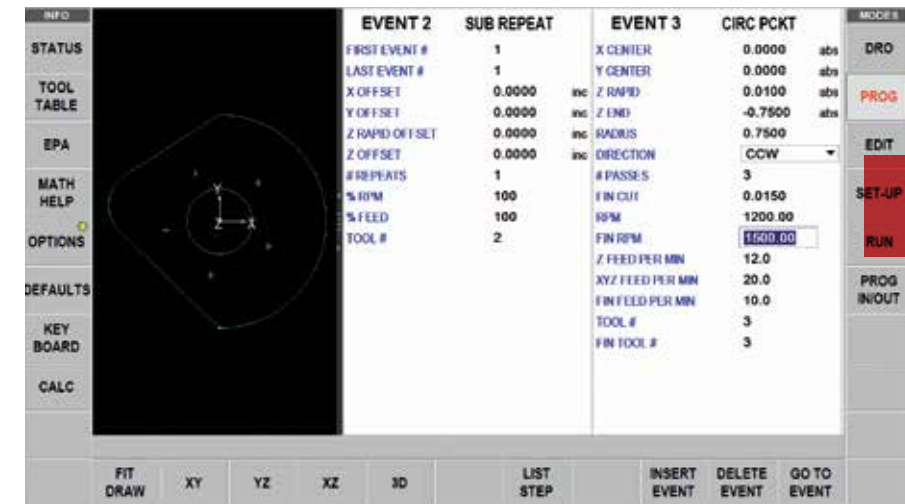 INFO
STATUS
TOOL
TABLE
EPA
MATH
HELP
OPTIONS
DEFAULTS
KEY
BOARD
CALC
Y
Z X
EVENT 2 SUB REPEAT
FIRST EVENT # 1
LAST EVENT # 1
X OFFSET 0.0000 inc
Y OFFSET 0.0000 inc
Z RAPID OFFSET 0.0000 inc
Z OFFSET 0.0000 inc
# REPEATS 1
% RPM 100
% FEED 100
TOOL # 2
EVENT 3 CIRC PCKT
X CENTER 0.0000 abs
Y CENTER 0.0000 abs
Z RAPID 0.0100 abs
Z END -0.7500 abs
RADIUS 0.7500
DIRECTION CCW
# PASSES 3
FIN CUT 0.0150
RPM 1200.00
FIN RPM 1500.00
Z FEED PER MIN 12.0
XYZ FEED PER MIN 20.0
FIN FEED PER MIN 10.0
TOOL # 3
FIN TOOL # 3
MODES
DRO
PROG
EDIT
SET-UP
RUN
PROG
IN/OUT
FIT
DRAW
XY
YZ
XZ
3D
LIST
STEP
INSERT
EVENT
DELETE
EVENT
GO TO
EVENT